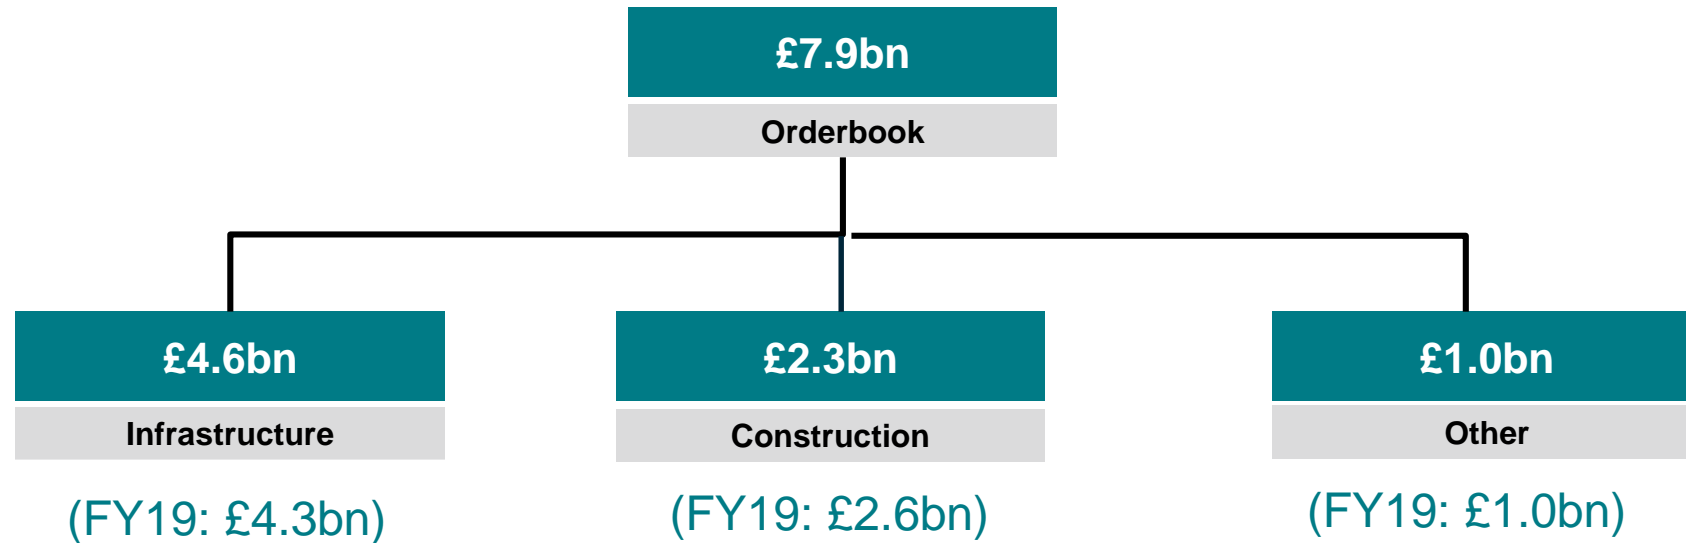 £7.9bn
Orderbook
£4.6bn
Infrastructure
(FY19: £4.3bn)
£2.3bn
Construction
(FY19: £2.6bn)
£1.0bn
Other
(FY19: £1.0bn)